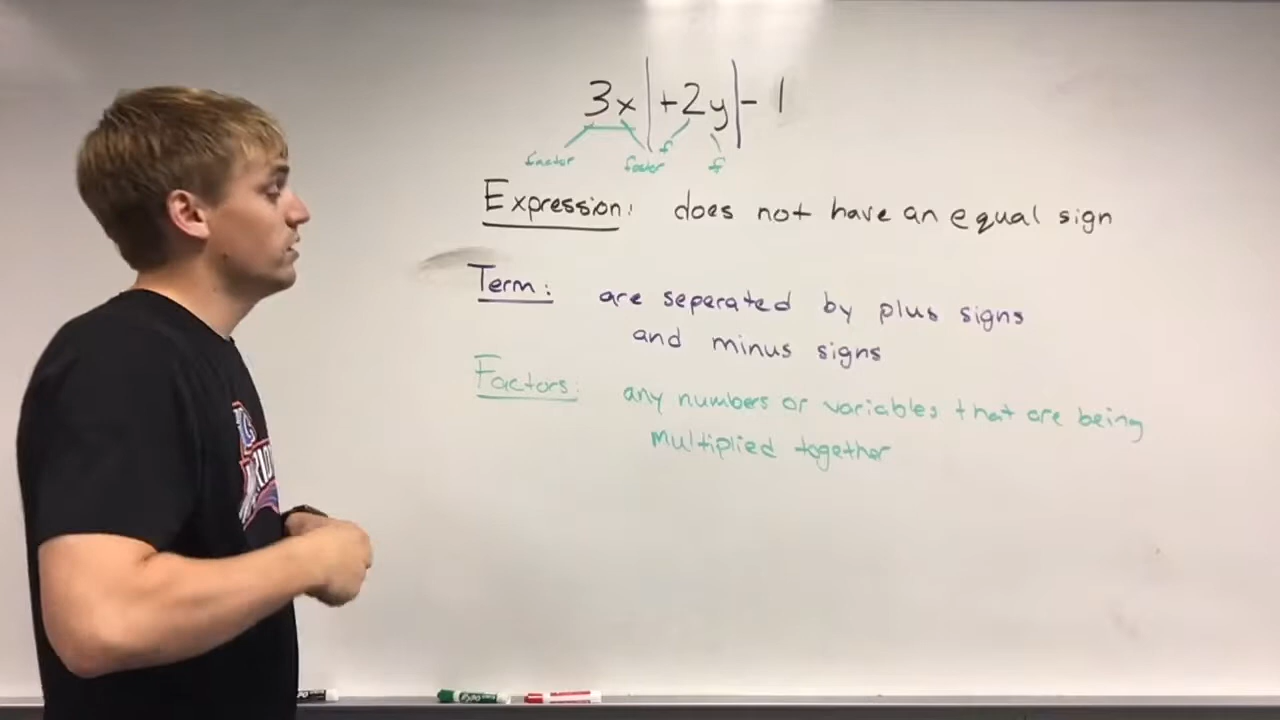 3x|+2y|-1
factor factor f f
Expression: does not have an equal sign
Term: are separated by plus signs
and minus signs
Factors: any numbers or variables that are being
multiplied together